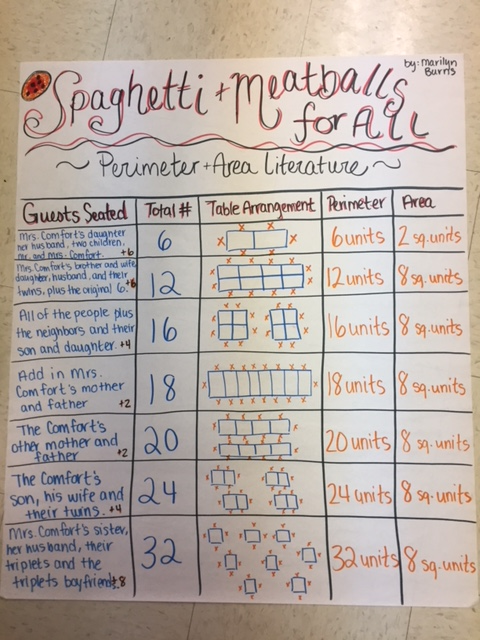 by: Marilyn
Burns
Spaghetti + Meatballs
for All
~ Perimeter + Area Literature ~
Guests Seated Total # Table Arrangement Perimeter Area
Mrs. Comfort's daughter
her husband, two children,
mr. and Mrs. Comfort. +6
6
6 units
2 sq. units
Mrs. Comfort's brother and wife,
daughter, husband, and their
twins, plus the original 6. +6
12
12 units
8 sq. units
All of the people plus
the neighbors and their
son and daughter. +4
16
16 units
8 sq. units
Add in Mrs.
Comfort's mother
and father +2
18
18 units
8 sq. units
The Comfort's
other mother and
father +2
20
20 units
8 sq. units
The Comfort's
son, his wife and
their twins. +4
24
24 units
8 sq. units
Mrs. Comfort's sister,
her husband, their
triplets and the
triplets boyfriends. +8
32
32 units
8 sq. units